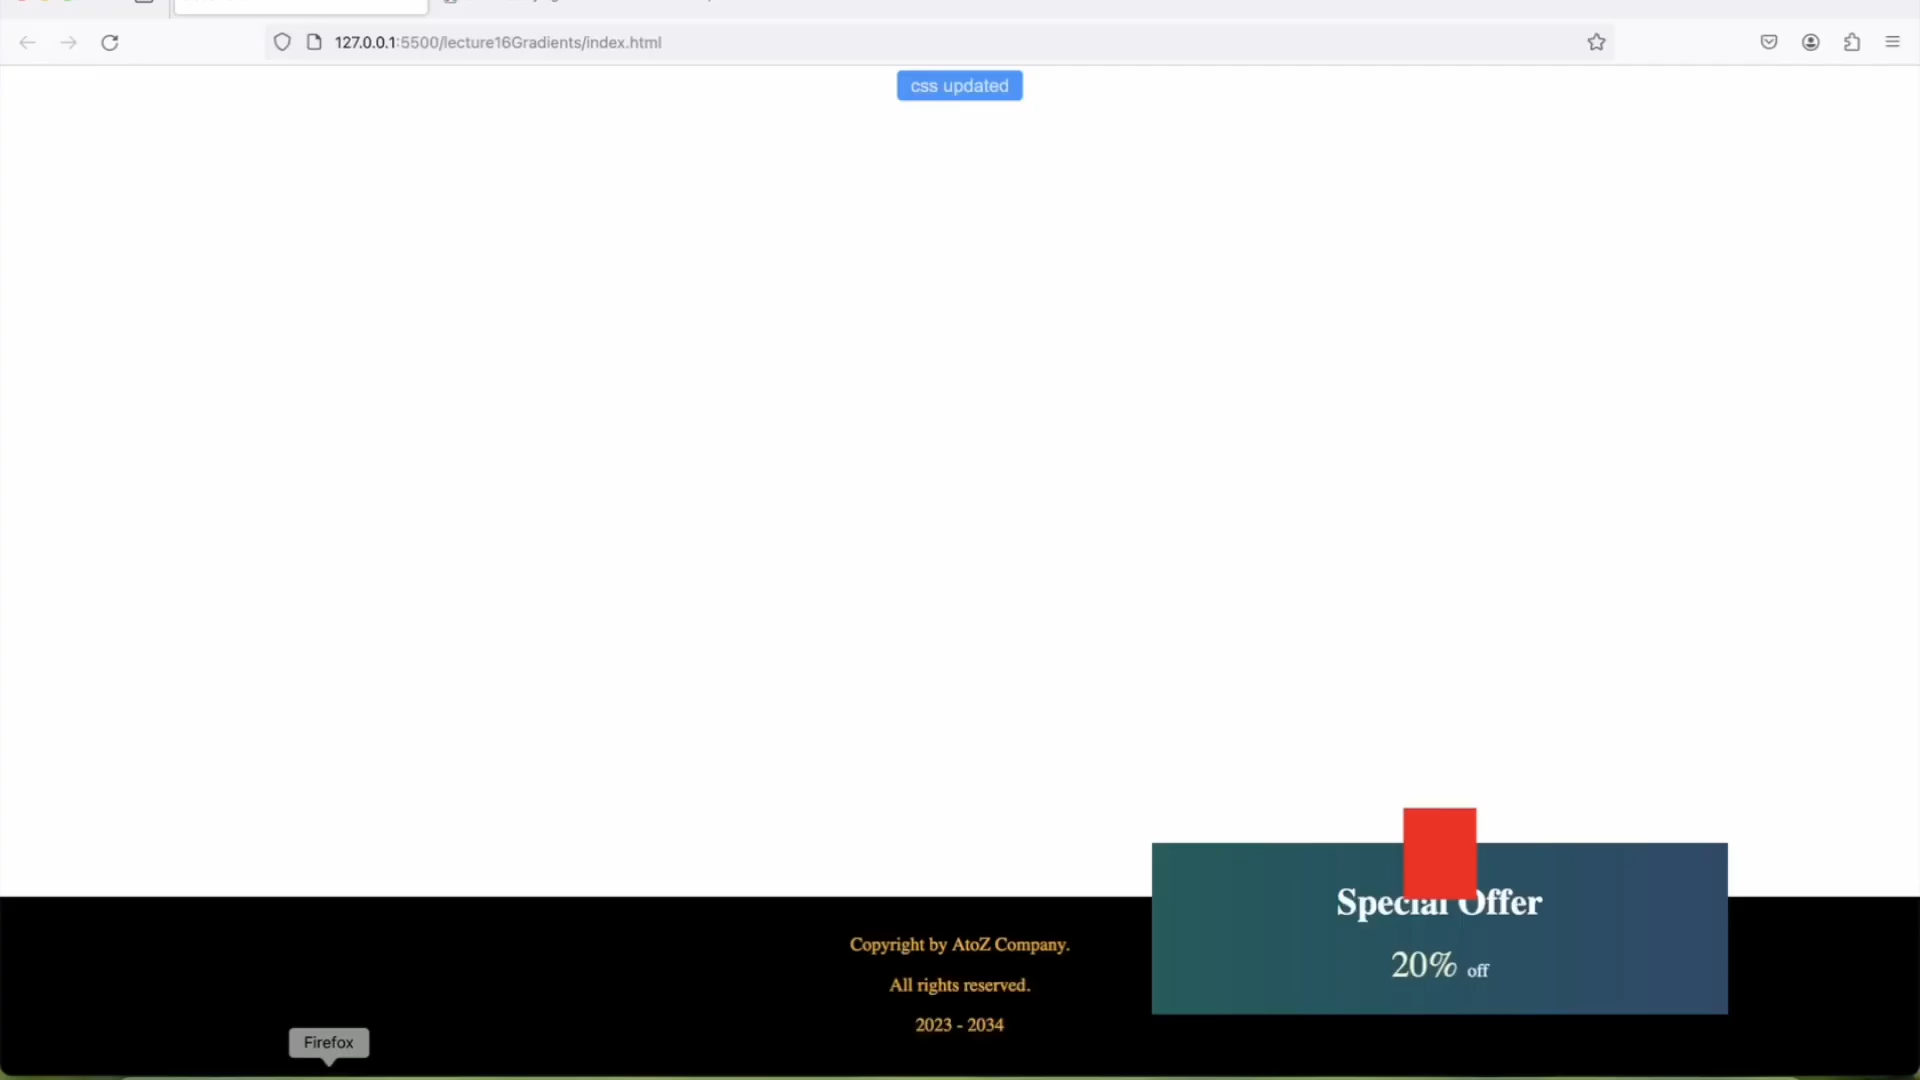 127.0.0.1:5500/lecture16Gradients/index.html
css updated
Special Offer
20% off
Copyright by AtoZ Company.
All rights reserved.
2023 - 2034
Firefox